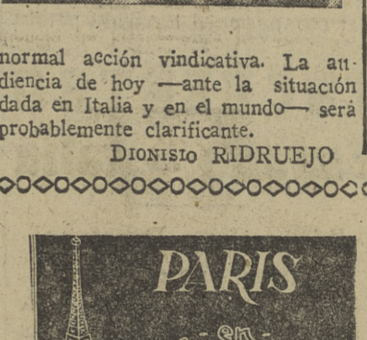 normal acción vindicativa. La au-
diencia de hoy —ante la situación
dada en Italia y en el mundo— será
probablemente clarificante.
DIONISIO RIDRUEJO
PARIS
- en -